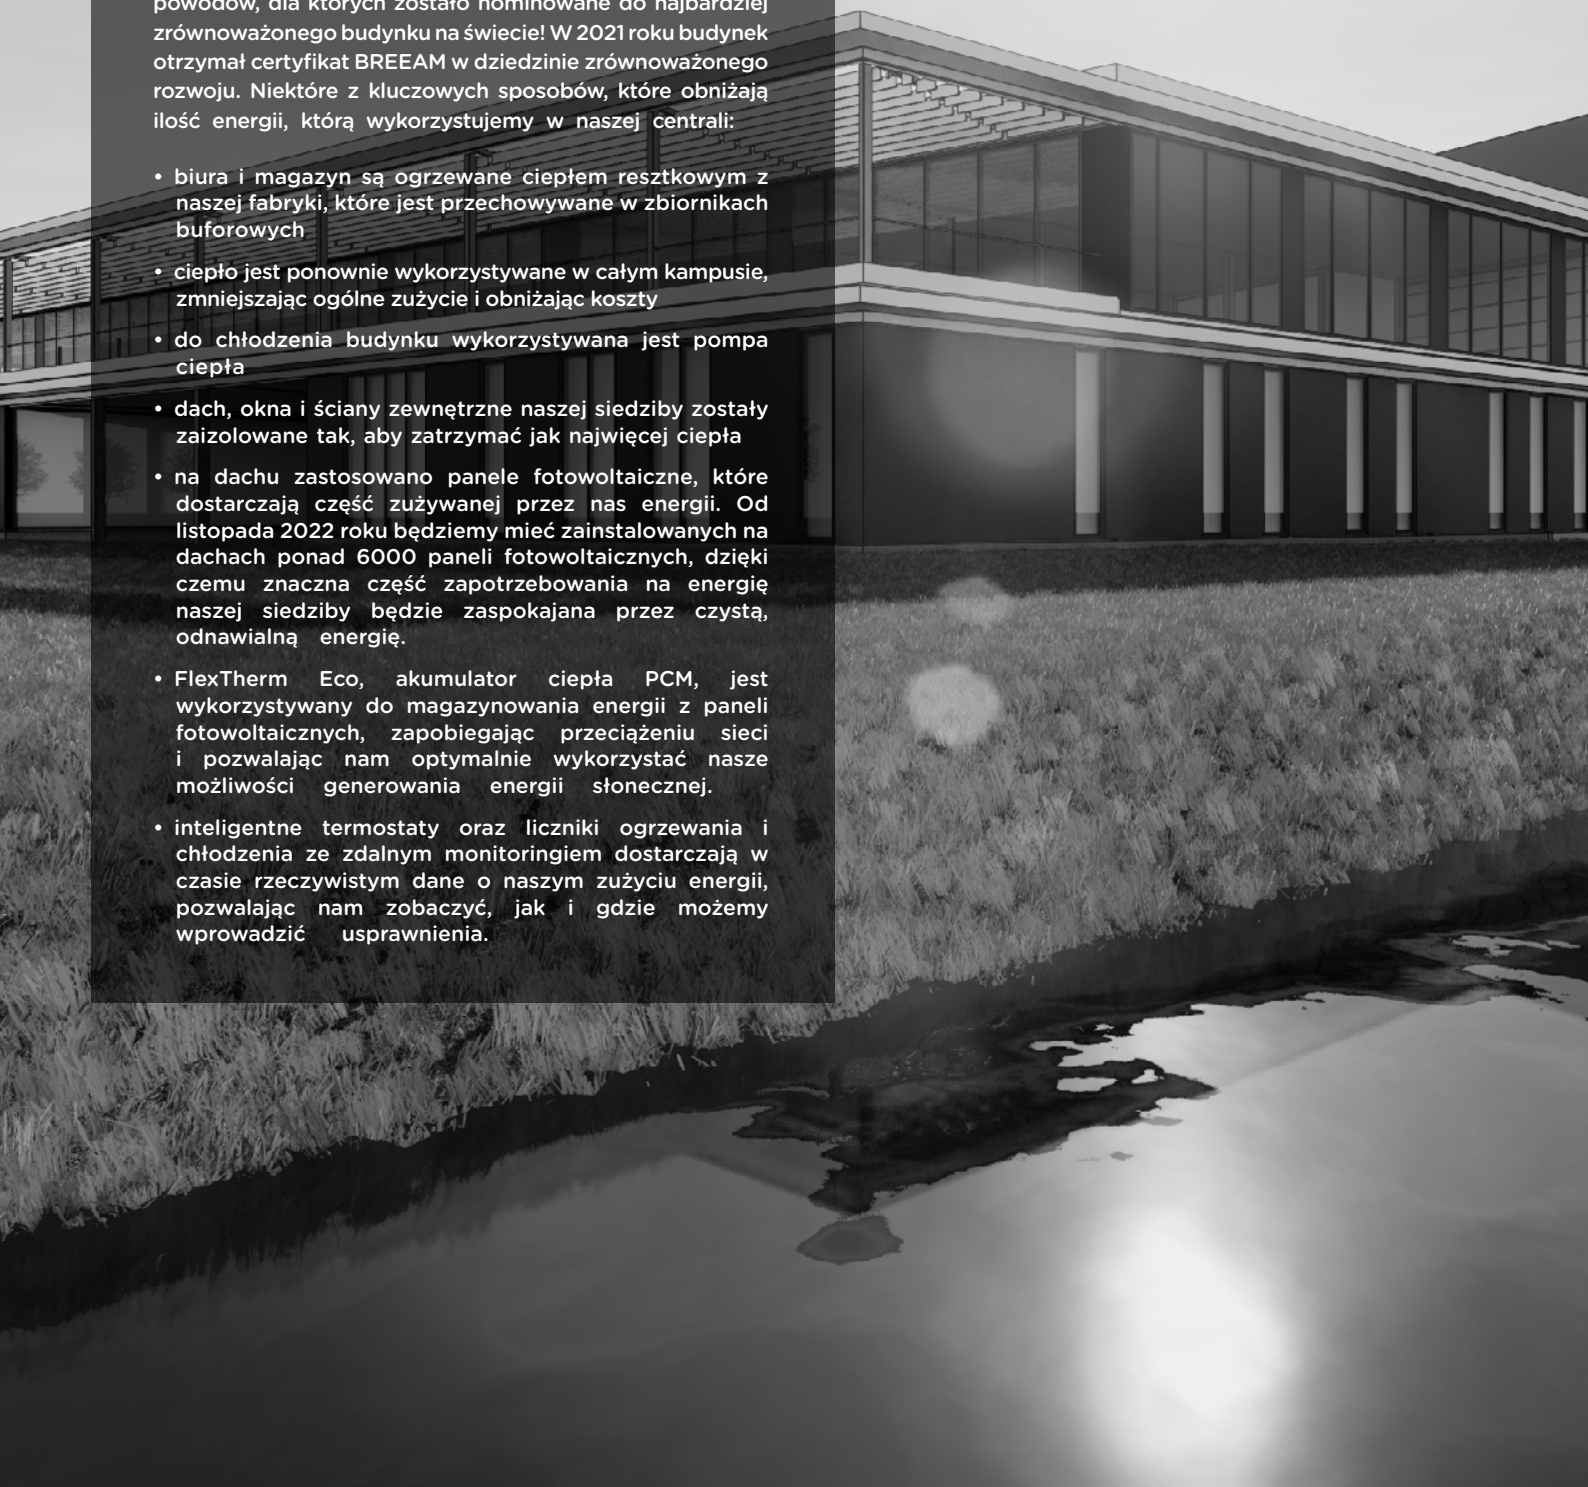 powodów, dla których zostało nominowane do najbardziej
zrównoważonego budynku na świecie! W 2021 roku budynek
otrzymał certyfikat BREEAM w dziedzinie zrównoważonego
rozwoju. Niektóre z kluczowych sposobów, które obniżają
ilość energii, którą wykorzystujemy w naszej centrali:
• biura i magazyn są ogrzewane ciepłem resztkowym z
naszej fabryki, które jest przechowywane w zbiornikach
buforowych
• ciepło jest ponownie wykorzystywane w całym kampusie,
zmniejszając ogólne zużycie i obniżając koszty
• do chłodzenia budynku wykorzystywana jest pompa
ciepła
• dach, okna i ściany zewnętrzne naszej siedziby zostały
zaizolowane tak, aby zatrzymać jak najwięcej ciepła
• na dachu zastosowano panele fotowoltaiczne, które
dostarczają część zużywanej przez nas energii. Od
listopada 2022 roku będziemy mieć zainstalowanych na
dachach ponad 6000 paneli fotowoltaicznych, dzięki
czemu znaczna część zapotrzebowania na energię
naszej siedziby będzie zaspokajana przez czystą,
odnawialną energię.
• FlexTherm Eco, akumulator ciepła PCM, jest
wykorzystywany do magazynowania energii z paneli
fotowoltaicznych, zapobiegając przeciążeniu sieci
i pozwalając nam optymalnie wykorzystać nasze
możliwości generowania energii słonecznej.
• inteligentne termostaty oraz liczniki ogrzewania i
chłodzenia ze zdalnym monitoringiem dostarczają w
czasie rzeczywistym dane o naszym zużyciu energii,
pozwalając nam zobaczyć, jak i gdzie możemy
wprowadzić usprawnienia.